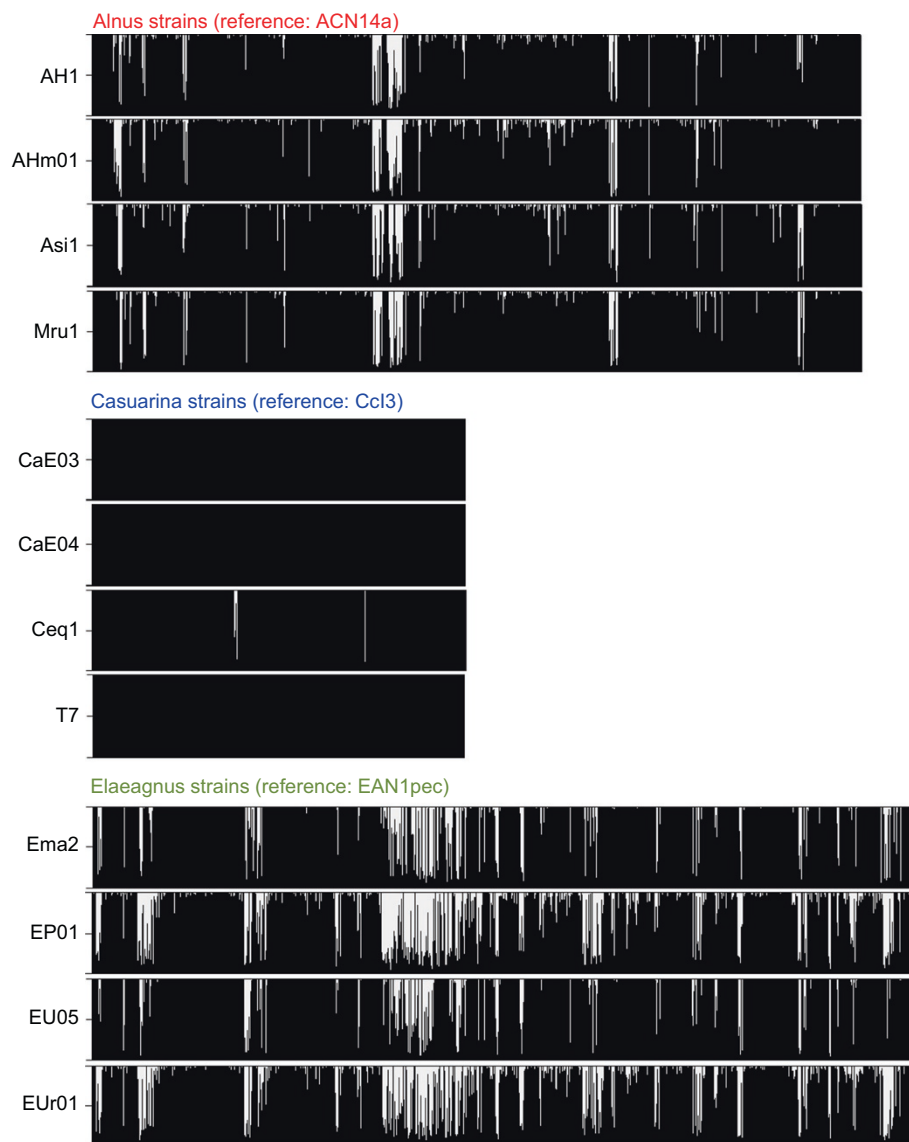 Alnus strains (reference: ACN14a)
AH1
AHm01
Asi1
Mru1
Casuarina strains (reference: CcI3)
CaE03
CaE04
Ceq1
T7
Elaeagnus strains (reference: EAN1pec)
Ema2
EP01
EU05
EUr01